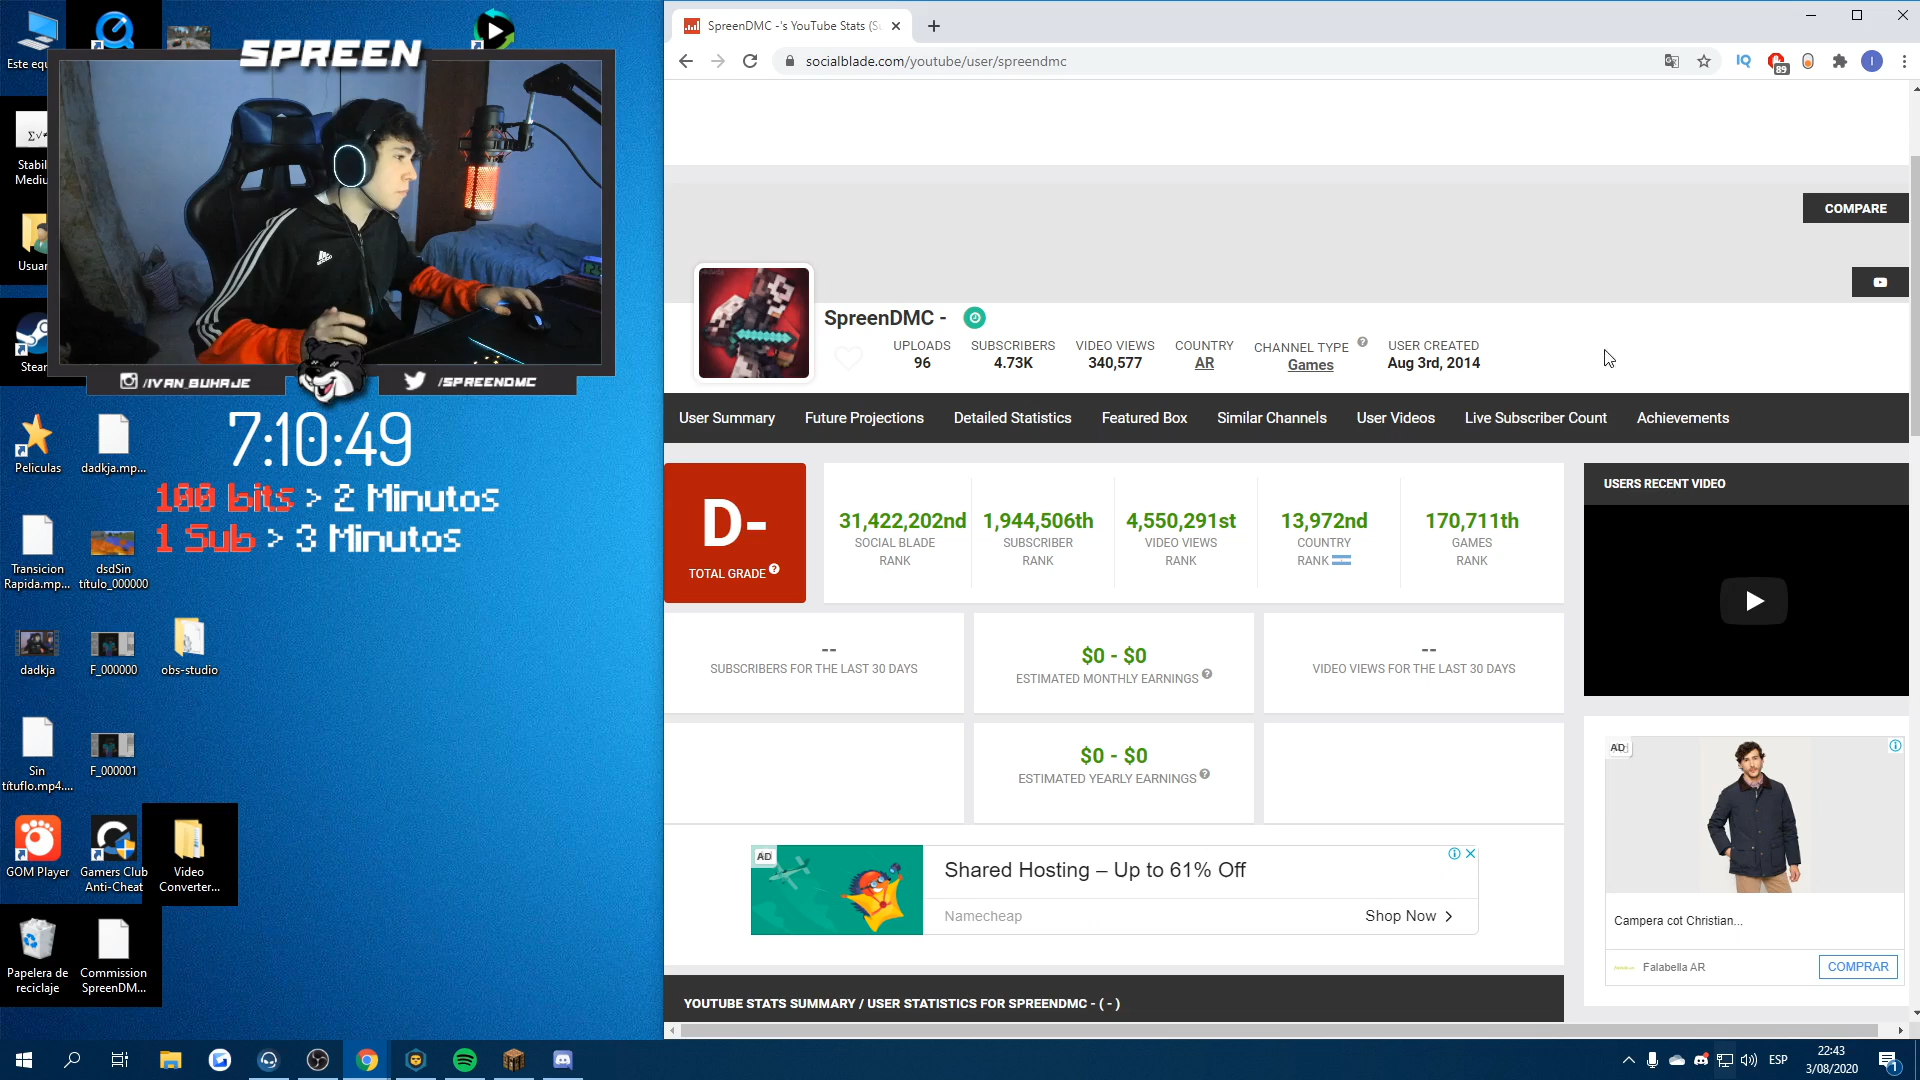 Este equ
SPREEN
/IVAN_BUHAJE
/SPREENDMC
7:10:49
100 bits > 2 Minutos
1 Sub > 3 Minutos
Stabil
Mediu
Usuar
Stear
Peliculas
dadkja.mp...
Transicion
Rapida.mp...
dsdSin
título_000000
dadkja
F_000000
obs-studio
Sin
títuflo.mp4....
F_000001
GOM Player
Gamers Club
Anti-Cheat
Video
Converter...
Papelera de
reciclaje
Commission
SpreenDM...
SpreenDMC -'s YouTube Stats (S
socialblade.com/youtube/user/spreendmc
IQ
89
I
COMPARE
SpreenDMC -
UPLOADS
96
SUBSCRIBERS
4.73K
VIDEO VIEWS
340,577
COUNTRY
AR
CHANNEL TYPE ?
Games
USER CREATED
Aug 3rd, 2014
User Summary
Future Projections
Detailed Statistics
Featured Box
Similar Channels
User Videos
Live Subscriber Count
Achievements
D-
TOTAL GRADE ?
31,422,202nd
SOCIAL BLADE
RANK
1,944,506th
SUBSCRIBER
RANK
4,550,291st
VIDEO VIEWS
RANK
13,972nd
COUNTRY
RANK
170,711th
GAMES
RANK
--
SUBSCRIBERS FOR THE LAST 30 DAYS
$0 - $0
ESTIMATED MONTHLY EARNINGS ?
--
VIDEO VIEWS FOR THE LAST 30 DAYS
$0 - $0
ESTIMATED YEARLY EARNINGS ?
USERS RECENT VIDEO
AD
Shared Hosting – Up to 61% Off
Namecheap
Shop Now
AD
Campera cot Christian...
Falabella AR
COMPRAR
YOUTUBE STATS SUMMARY / USER STATISTICS FOR SPREENDMC - ( - )
ESP
22:43
3/08/2020
1